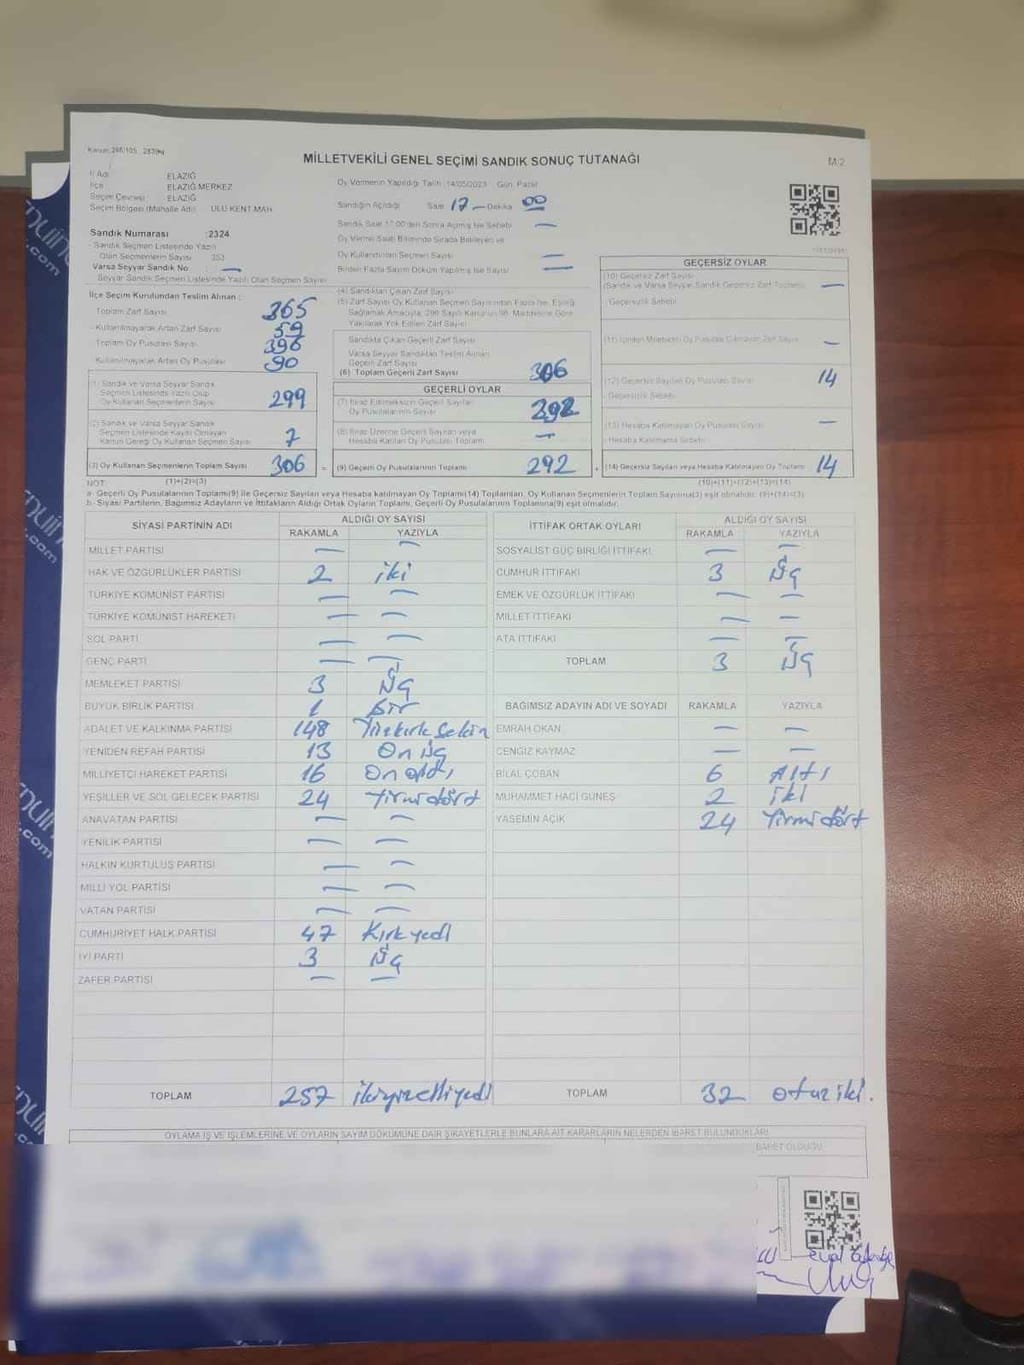 MİLLETVEKİLİ GENEL SEÇİMİ SANDIK SONUÇ TUTANAĞI
İl Adı ELAZIĞ
İlçe ELAZIĞ MERKEZ
Seçim Çevresi ELAZIĞ
Seçim Bölgesi (Mahalle Adı) ULUKENT MAH.
Sandık Numarası :2324
- Sandık Seçmen Listesinde Yazılı
Olan Seçmenlerin Sayısı 353
Varsa Seyyar Sandık No —
Seyyar Sandık Seçmen Listesinde Yazılı Olan Seçmen Sayısı
Oy Vermenin Yapıldığı Tarih :14/05/2023 Gün: Pazar
Sandığın Açıldığı Saat 17 — Dakika 00
Sandık Saat 17.00'den Sonra Açılmış İse Sebebi —
Oy Verme Saati Bitiminde Sırada Bekleyen ve
Oy Kullandırılan Seçmen Sayısı —
Birden Fazla Sayım Döküm Yapılmış İse Sayısı —
İlçe Seçim Kurulundan Teslim Alınan :
Toplam Zarf Sayısı 365
- Kullanılmayarak Artan Zarf Sayısı 59
Toplam Oy Pusulası Sayısı 396
Kullanılmayarak Artan Oy Pusulası 90
(1) Sandık ve Varsa Seyyar Sandık
Seçmen Listesinde Yazılı Olup
Oy Kullanan Seçmenlerin Sayısı 299
(2) Sandık ve Varsa Seyyar Sandık
Seçmen Listesinde Kayıtlı Olmayan
Kanun Gereği Oy Kullanan Seçmen Sayısı 7
(3) Oy Kullanan Seçmenlerin Toplam Sayısı 306
(1)+(2)=(3)
(4) Sandıktan Çıkan Zarf Sayısı
(5) Zarf Sayısı Oy Kullanan Seçmen Sayısından Fazla İse, Eşitliği
Sağlamak Amacıyla, 298 Sayılı Kanunun 98. Maddesine Göre
Yakılarak Yok Edilen Zarf Sayısı
Sandıkta Çıkan Geçerli Zarf Sayısı
Varsa Seyyar Sandıktan Teslim Alınan
Geçerli Zarf Sayısı
(6) Toplam Geçerli Zarf Sayısı 306
GEÇERLİ OYLAR
(7) İtiraz Edilmeksizin Geçerli Sayılan
Oy Pusulalarının Sayısı 292
(8) İtiraz Üzerine Geçerli Sayılan veya
Hesaba Katılan Oy Pusulası Toplamı —
(9) Geçerli Oy Pusulalarının Toplamı 292
M/2
GEÇERSİZ OYLAR
(10) Geçersiz Zarf Sayısı
(Sandık ve Varsa Seyyar Sandık Geçersiz Zarf Toplamı) —
Geçersizlik Sebebi
—
(12) Geçersiz Sayılan Oy Pusulası Sayısı 14
- Geçersizlik Sebebi
(13) Hesaba Katılmayan Oy Pusulası Sayısı —
- Hesaba Katılmama Sebebi
(14) Geçersiz Sayılan veya Hesaba Katılmayan Oy Toplamı 14
(10)+(11)+(12)+(13)=(14)
NOT:
a- Geçerli Oy Pusulalarının Toplamı(9) ile Geçersiz Sayılan veya Hesaba katılmayan Oy Toplamı(14) Toplamları, Oy Kullanan Seçmenlerin Toplam Sayısına(3) eşit olmalıdır. (9)+(14)=(3)
b- Siyasi Partilerin, Bağımsız Adayların ve İttifakların Aldığı Ortak Oyların Toplamı, Geçerli Oy Pusulalarının Toplamına(9) eşit olmalıdır.
SİYASİ PARTİNİN ADI ALDIĞI OY SAYISI
RAKAMLA YAZIYLA
MİLLET PARTİSİ — —
HAK VE ÖZGÜRLÜKLER PARTİSİ 2 iki
TÜRKİYE KOMÜNİST PARTİSİ — —
TÜRKİYE KOMÜNİST HAREKETİ — —
SOL PARTİ — —
GENÇ PARTİ — —
MEMLEKET PARTİSİ 3 üç
BÜYÜK BİRLİK PARTİSİ 1 Bir
ADALET VE KALKINMA PARTİSİ 148 Yüzkırk Sekiz
YENİDEN REFAH PARTİSİ 13 On üç
MİLLİYETÇİ HAREKET PARTİSİ 16 On altı
YEŞİLLER VE SOL GELECEK PARTİSİ 24 Yirmi dört
ANAVATAN PARTİSİ — —
YENİLİK PARTİSİ — —
HALKIN KURTULUŞ PARTİSİ — —
MİLLİ YOL PARTİSİ — —
VATAN PARTİSİ — —
CUMHURİYET HALK PARTİSİ 47 Kırk yedi
İYİ PARTİ 3 üç
ZAFER PARTİSİ — —
TOPLAM 257 ikiyüzelliyedi
İTTİFAK ORTAK OYLARI ALDIĞI OY SAYISI
RAKAMLA YAZIYLA
SOSYALİST GÜÇ BİRLİĞİ İTTİFAKI — —
CUMHUR İTTİFAKI 3 üç
EMEK VE ÖZGÜRLÜK İTTİFAKI — —
MİLLET İTTİFAKI — —
ATA İTTİFAKI — —
TOPLAM 3 üç
BAĞIMSIZ ADAYIN ADI VE SOYADI RAKAMLA YAZIYLA
EMRAH OKAN — —
CENGİZ KAYMAZ — —
BİLAL ÇOBAN 6 Altı
MUHAMMET HACI GÜNEŞ 2 iki
YASEMİN AÇIK 24 Yirmi dört
TOPLAM 32 otuz iki.
OYLAMA İŞ VE İŞLEMLERİNE VE OYLARIN SAYIM DÖKÜMÜNE DAİR ŞİKAYETLERLE BUNLARA AİT KARARLARIN NELERDEN İBARET BULUNDUKLARI